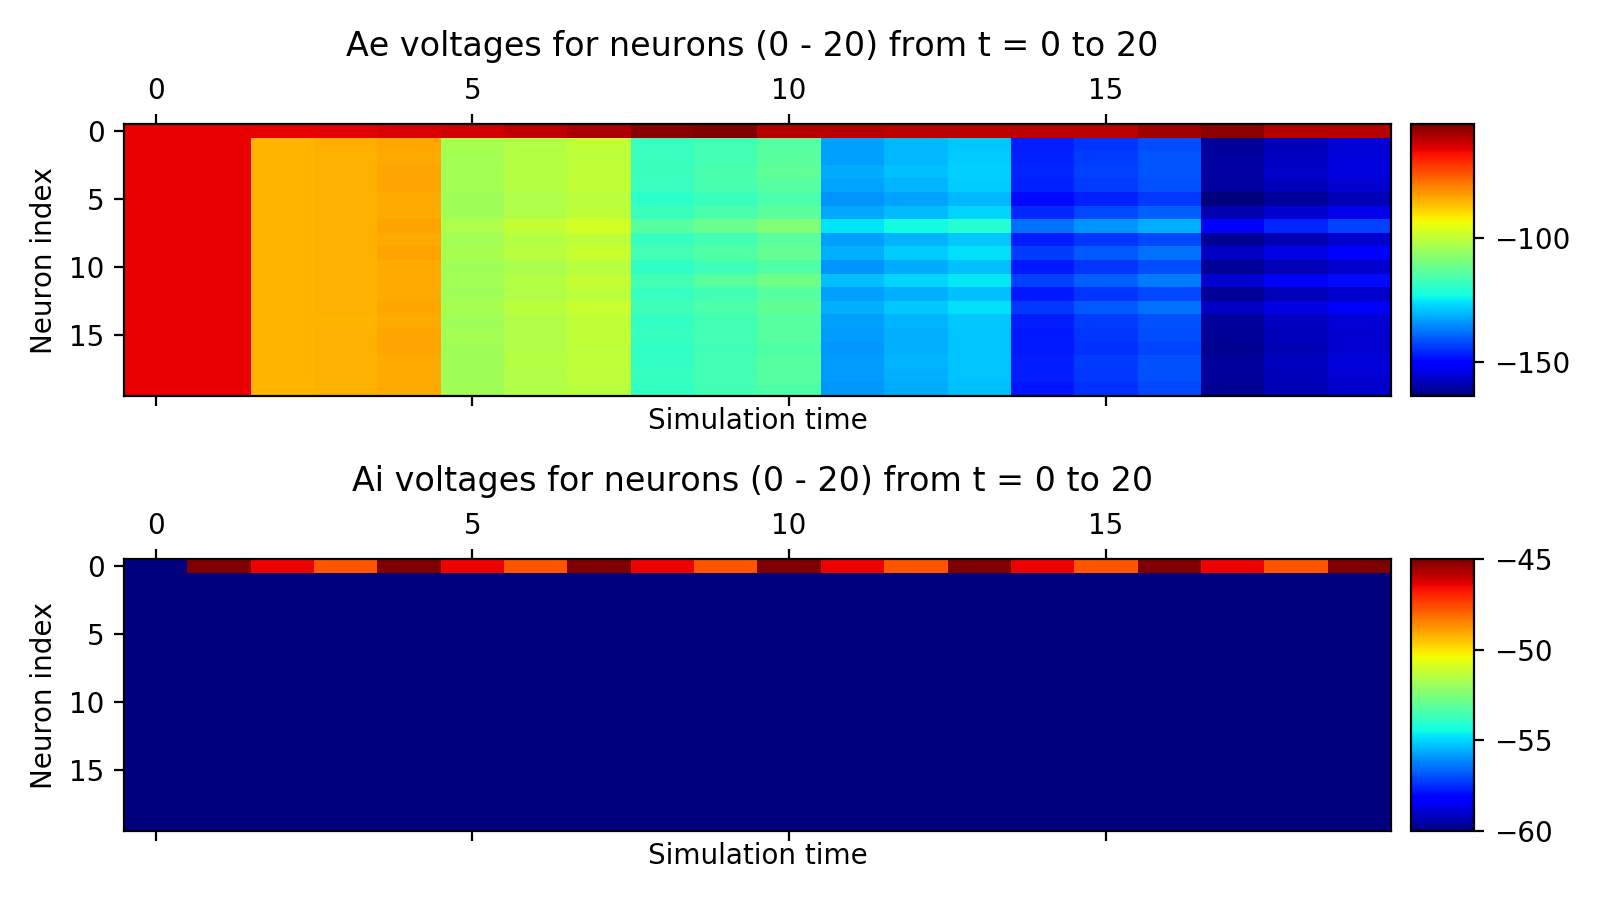 Ae voltages for neurons (0 - 20) from t = 0 to 20
0 5 10 15
0
5
10
15
Neuron index
Simulation time
−100
−150
Ai voltages for neurons (0 - 20) from t = 0 to 20
0 5 10 15
0
5
10
15
Neuron index
Simulation time
−45
−50
−55
−60